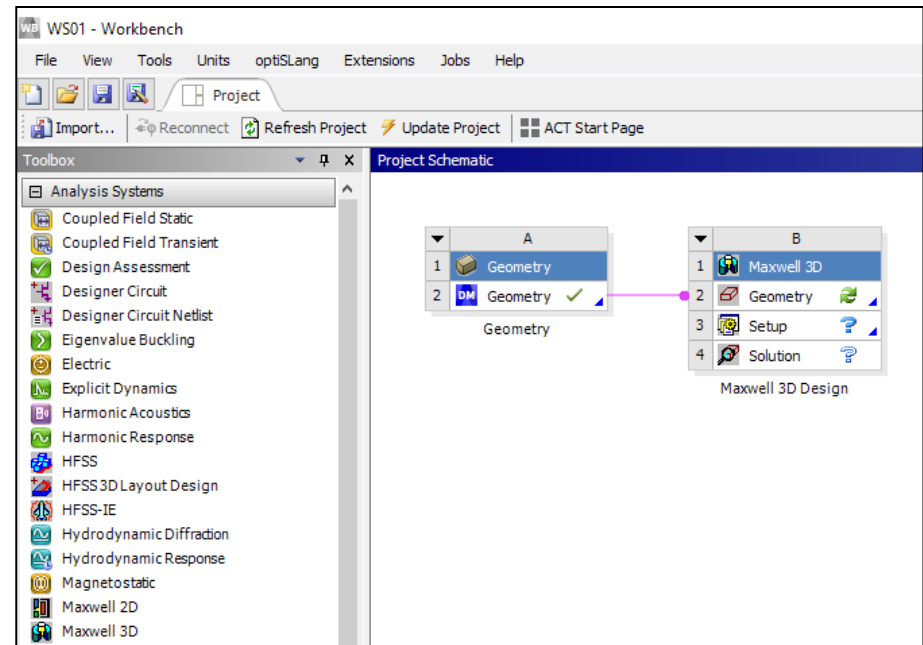 WB WS01 - Workbench
File View Tools Units optiSLang Extensions Jobs Help
Project
Import... Reconnect Refresh Project Update Project ACT Start Page
Toolbox
Analysis Systems
Coupled Field Static
Coupled Field Transient
Design Assessment
Designer Circuit
Designer Circuit Netlist
Eigenvalue Buckling
Electric
Explicit Dynamics
Harmonic Acoustics
Harmonic Response
HFSS
HFSS 3D Layout Design
HFSS-IE
Hydrodynamic Diffraction
Hydrodynamic Response
Magnetostatic
Maxwell 2D
Maxwell 3D
Project Schematic
A
1 Geometry
2 DM Geometry
Geometry
B
1 Maxwell 3D
2 Geometry
3 Setup ?
4 Solution ?
Maxwell 3D Design